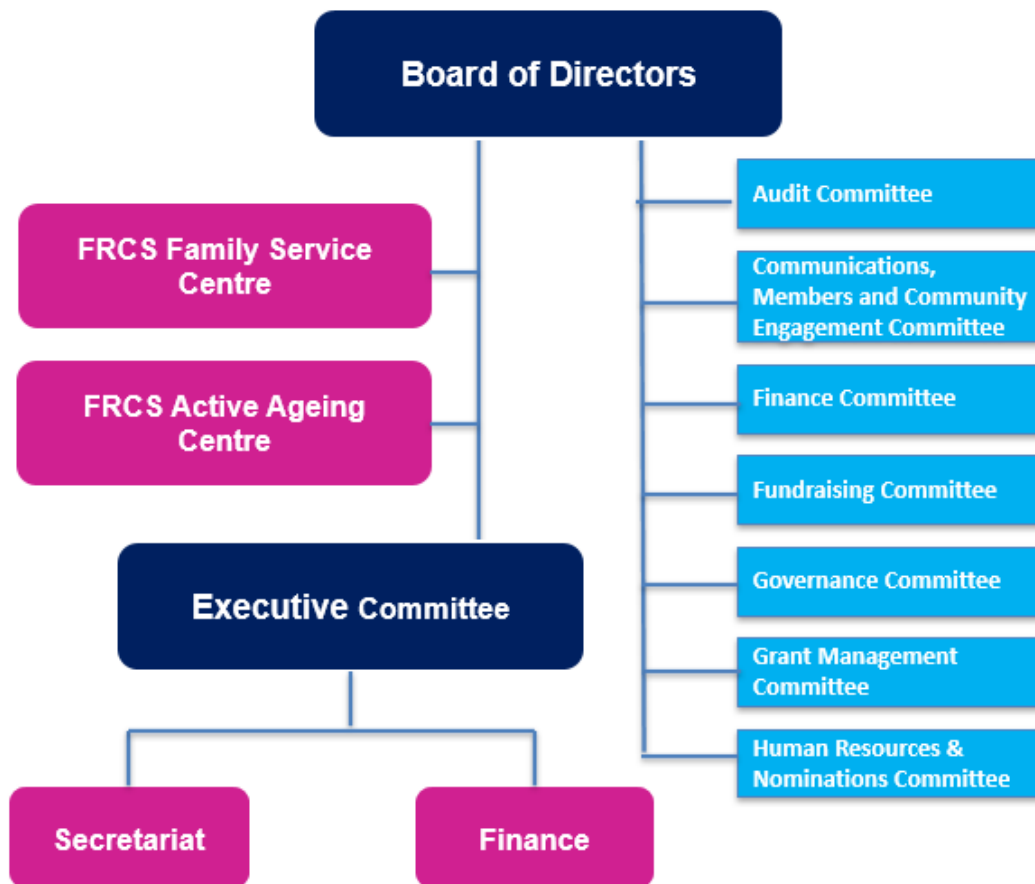 Board of Directors
FRCS Family Service
Centre
FRCS Active Ageing
Centre
Executive Committee
Secretariat
Finance
Audit Committee
Communications,
Members and Community
Engagement Committee
Finance Committee
Fundraising Committee
Governance Committee
Grant Management
Committee
Human Resources &
Nominations Committee